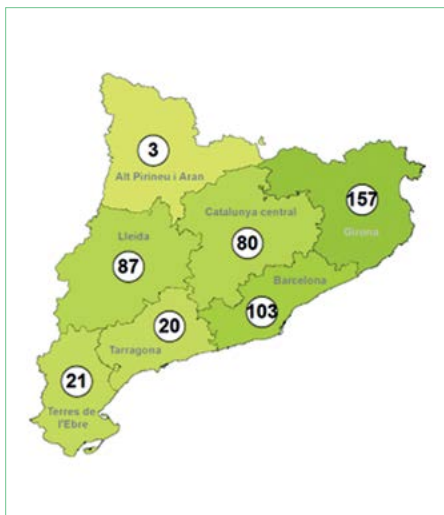 3
Alt Pirineu i Aran
157
Girona
Catalunya central
80
Lleida
87
Barcelona
103
20
Tarragona
21
Terres de
l'Ebre